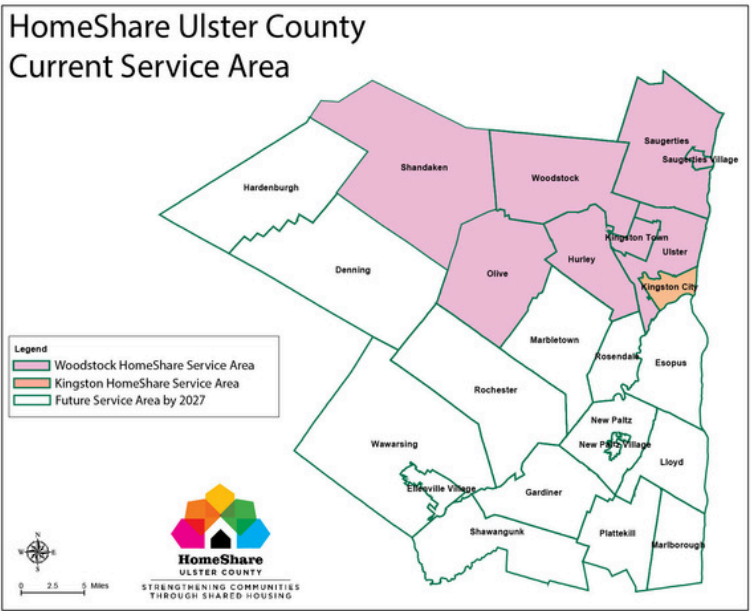 HomeShare Ulster County
Current Service Area
Saugerties
Saugerties Village
Shandaken
Woodstock
Hardenburgh
Kingston Town
Ulster
Hurley
Denning
Olive
Kingston City
Marbletown
Rosendale
Esopus
Legend
Woodstock HomeShare Service Area
Kingston HomeShare Service Area
Future Service Area by 2027
Rochester
New Paltz
Wawarsing
New Paltz Village
Lloyd
Ellenville Village
Gardiner
Shawangunk
Plattekill
Marlborough
N
W E
S
0 2.5 5 Miles
HomeShare
ULSTER COUNTY
STRENGTHENING COMMUNITIES
THROUGH SHARED HOUSING